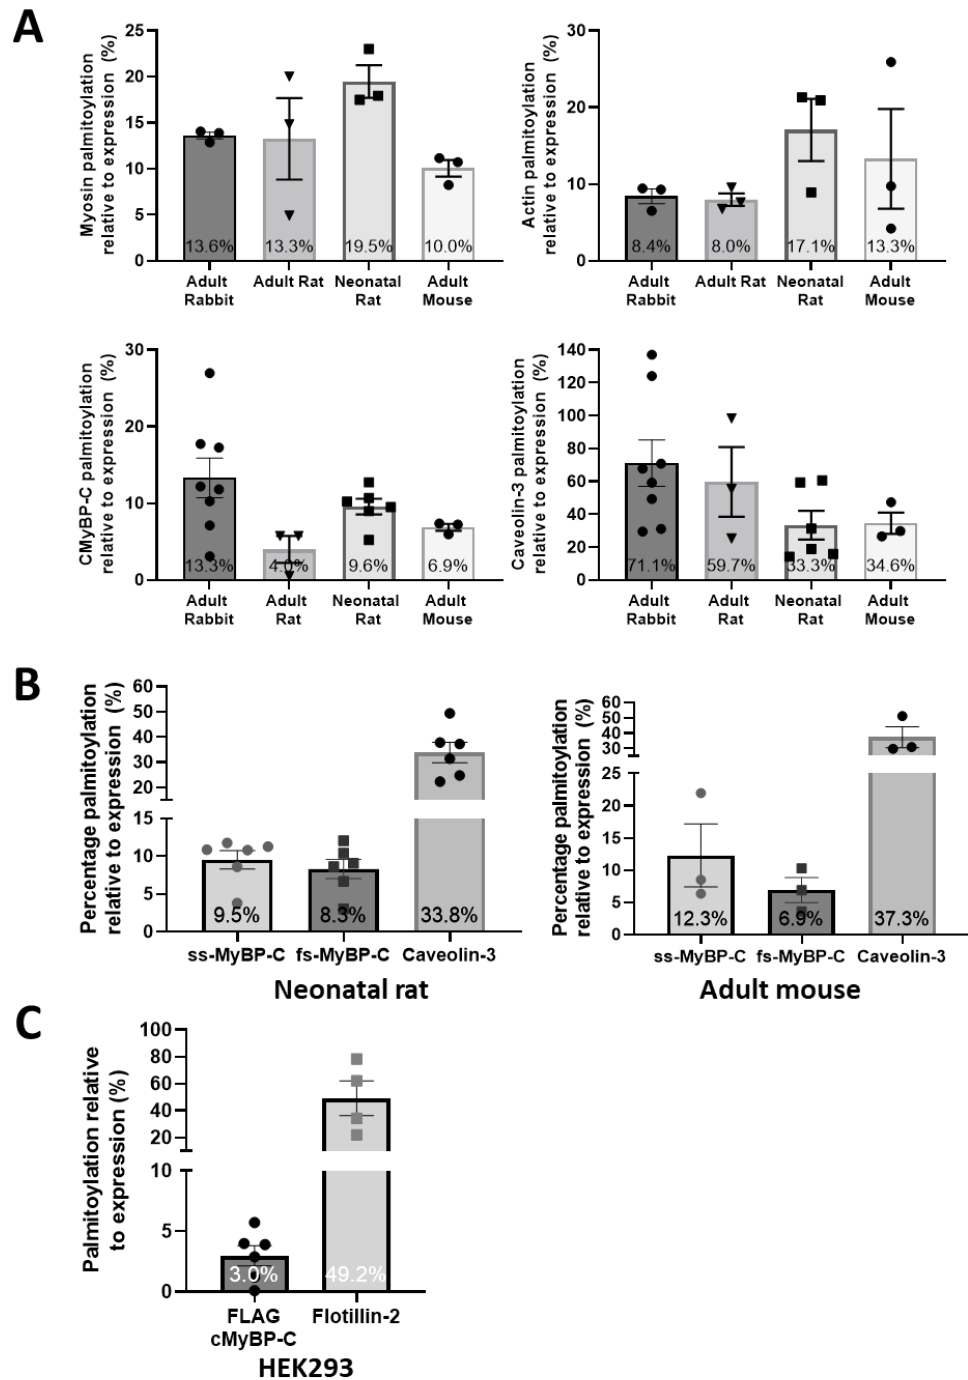 A
Myosin palmitoylation
relative to expression (%)
25
20
15
10
5
0
13.6%
13.3%
19.5%
10.0%
Adult
Rabbit
Adult Rat
Neonatal
Rat
Adult
Mouse
Actin palmitoylation
relative to expression (%)
30
20
10
0
8.4%
8.0%
17.1%
13.3%
Adult
Rabbit
Adult Rat
Neonatal
Rat
Adult
Mouse
cMyBP-C palmitoylation
relative to expression (%)
30
20
10
0
13.3%
4.0%
9.6%
6.9%
Adult
Rabbit
Adult
Rat
Neonatal
Rat
Adult
Mouse
Caveolin-3 palmitoylation
relative to expression (%)
140
120
100
80
60
40
20
0
71.1%
59.7%
33.3%
34.6%
Adult
Rabbit
Adult
Rat
Neonatal
Rat
Adult
Mouse
B
Percentage palmitoylation
relative to expression (%)
60
50
40
30
20
15
10
5
0
9.5%
8.3%
33.8%
ss-MyBP-C
fs-MyBP-C
Caveolin-3
Neonatal rat
Percentage palmitoylation
relative to expression (%)
60
50
40
30
25
20
15
10
5
0
12.3%
6.9%
37.3%
ss-MyBP-C
fs-MyBP-C
Caveolin-3
Adult mouse
C
Palmitoylation relative
to expression (%)
100
80
60
40
20
10
5
0
3.0%
49.2%
FLAG
cMyBP-C
Flotillin-2
HEK293